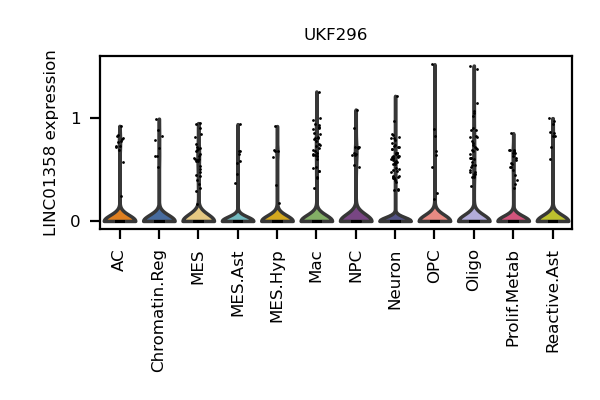 UKF296
LINC01358 expression
1
0
AC
Chromatin.Reg
MES
MES.Ast
MES.Hyp
Mac
NPC
Neuron
OPC
Oligo
Prolif.Metab
Reactive.Ast